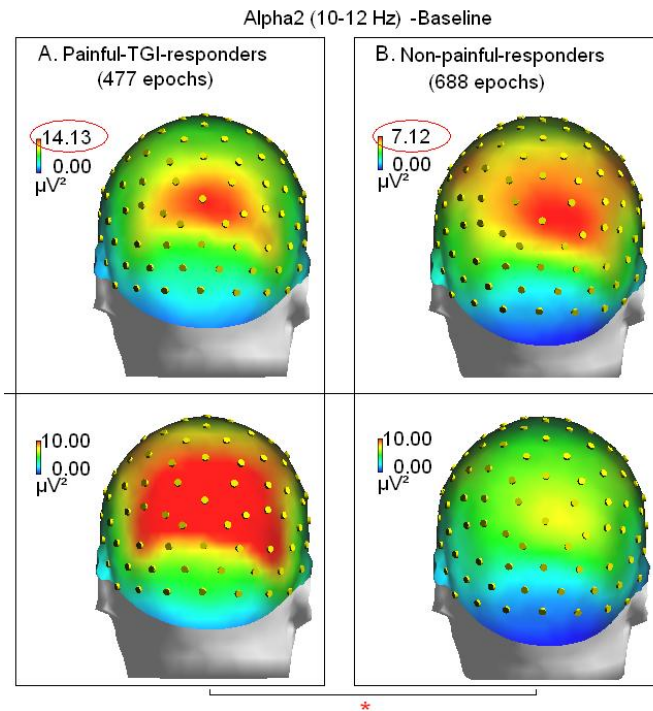 Alpha2 (10-12 Hz) -Baseline
A. Painful-TGI-responders
(477 epochs)
14.13
0.00
µV²
B. Non-painful-responders
(688 epochs)
7.12
0.00
µV²
10.00
0.00
µV²
10.00
0.00
µV²
*